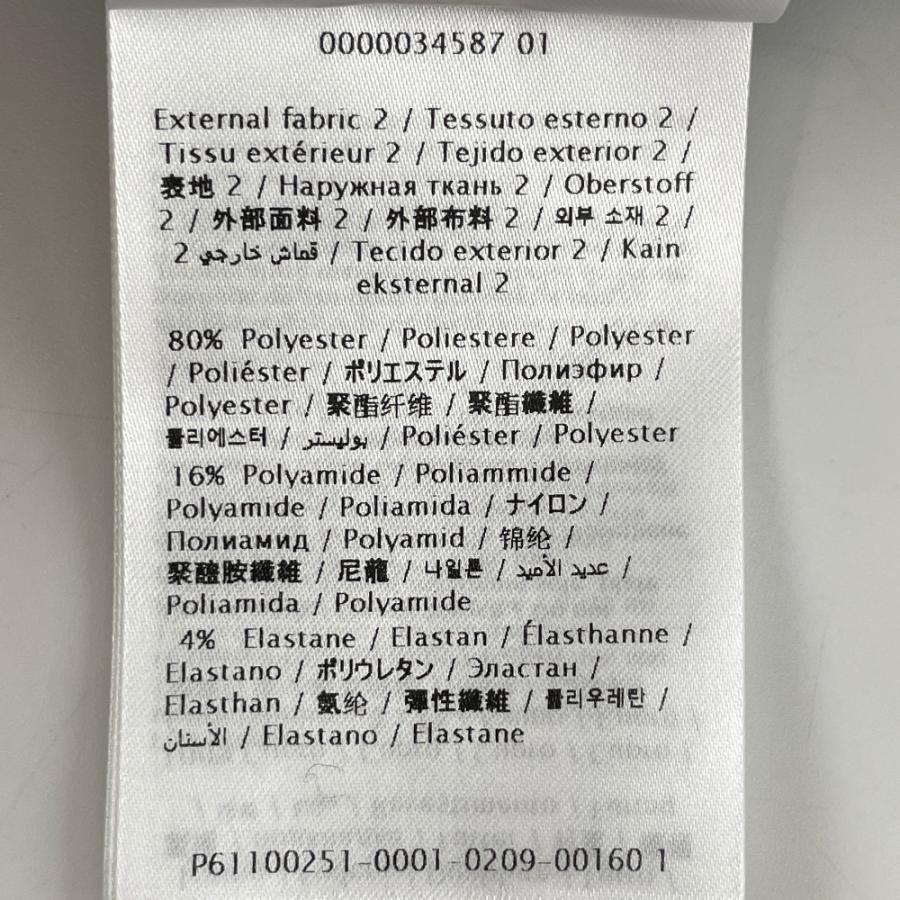 0000034587 01
External fabric 2 / Tessuto esterno 2 /
Tissu extérieur 2 / Tejido exterior 2 /
表地 2 / Наружная ткань 2 / Oberstoff
2 / 外部面料 2 / 外部布料 2 / 외부 소재 2 /
2 قماش خارجي / Tecido exterior 2 / Kain
eksternal 2
80% Polyester / Poliestere / Polyester
/ Poliéster / ポリエステル / Полиэфир /
Polyester / 聚酯纤维 / 聚酯纖維 /
폴리에스터 / بوليستر / Poliéster / Polyester
16% Polyamide / Poliammide /
Polyamide / Poliamida / ナイロン /
Полиамид / Polyamid / 锦纶 /
聚醯胺纖維 / 尼龍 / 나일론 / عديد الأميد /
Poliamida / Polyamide
4% Elastane / Elastan / Élasthanne /
Elastano / ポリウレタン / Эластан /
Elasthan / 氨纶 / 彈性纖維 / 폴리우레탄 /
الأسنان / Elastano / Elastane
P61100251-0001-0209-00160 1